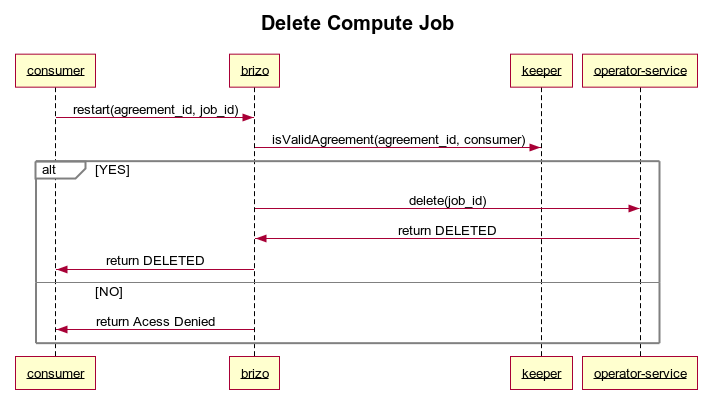 Delete Compute Job
consumer brizo keeper operator-service
restart(agreement_id, job_id)
isValidAgreement(agreement_id, consumer)
alt [YES]
delete(job_id)
return DELETED
return DELETED
[NO]
return Acess Denied
consumer brizo keeper operator-service